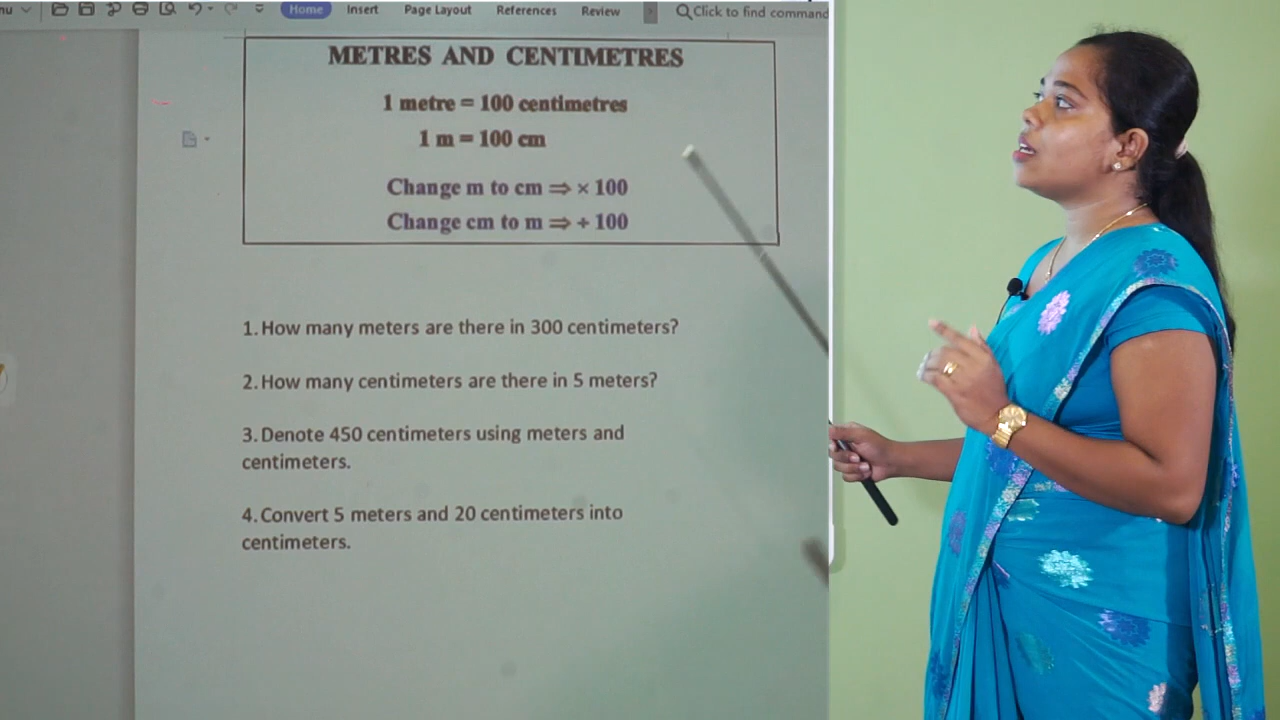 nu Home Insert Page Layout References Review Click to find command
METRES AND CENTIMETRES
1 metre = 100 centimetres
1 m = 100 cm
Change m to cm ⇒ × 100
Change cm to m ⇒ ÷ 100
1. How many meters are there in 300 centimeters?
2. How many centimeters are there in 5 meters?
3. Denote 450 centimeters using meters and
centimeters.
4. Convert 5 meters and 20 centimeters into
centimeters.